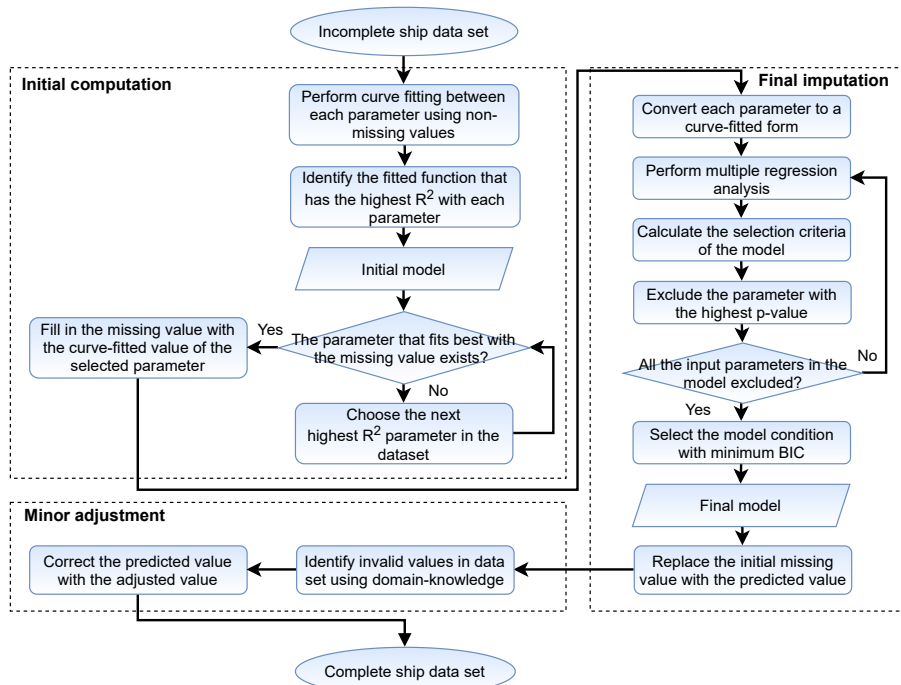 Incomplete ship data set
Initial computation
Perform curve fitting between
each parameter using non-
missing values
Identify the fitted function that
has the highest R² with each
parameter
Initial model
The parameter that fits best with
the missing value exists?
Yes
No
Fill in the missing value with
the curve-fitted value of the
selected parameter
Choose the next
highest R² parameter in the
dataset
Final imputation
Convert each parameter to a
curve-fitted form
Perform multiple regression
analysis
Calculate the selection criteria
of the model
Exclude the parameter with
the highest p-value
All the input parameters in the
model excluded?
No
Yes
Select the model condition
with minimum BIC
Final model
Replace the initial missing
value with the predicted value
Minor adjustment
Identify invalid values in data
set using domain-knowledge
Correct the predicted value
with the adjusted value
Complete ship data set